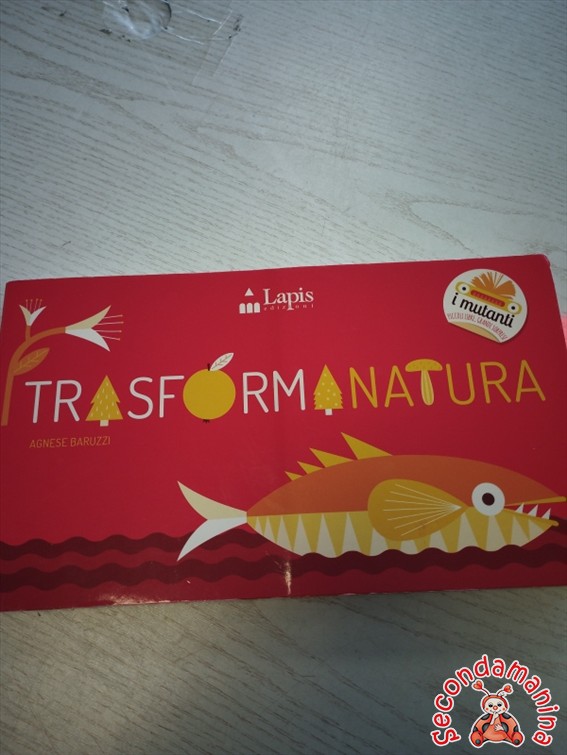 Lapis
edizioni
i mutanti
TRASFORMANATURA
AGNESE BARUZZI
Secondamanina